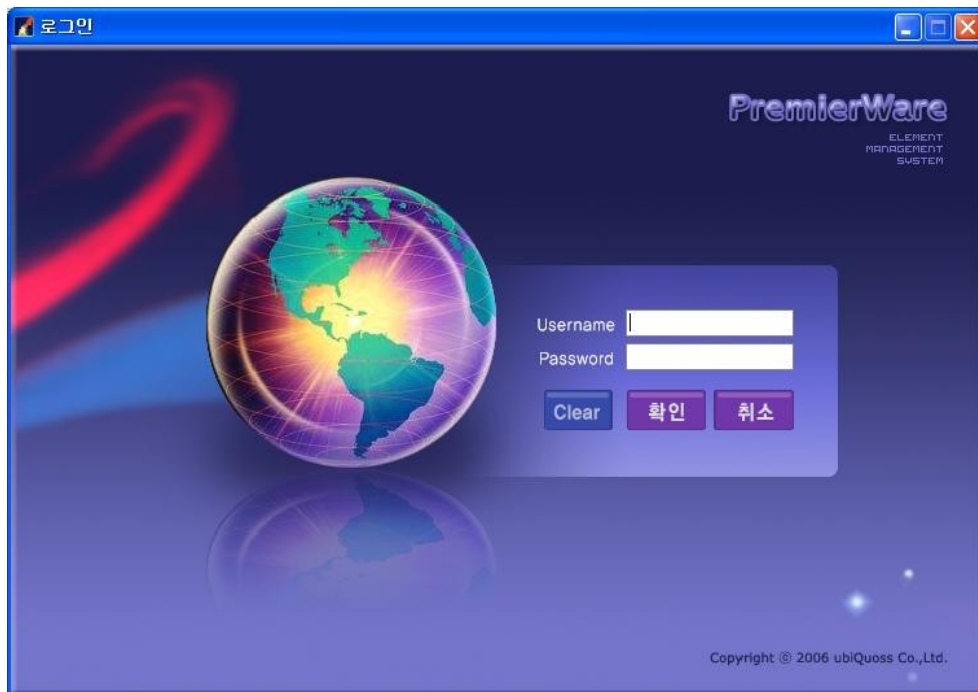 로그인
PremierWare
ELEMENT
MANAGEMENT
SYSTEM
Username
Password
Clear 확인 취소
Copyright © 2006 ubiQuoss Co.,Ltd.